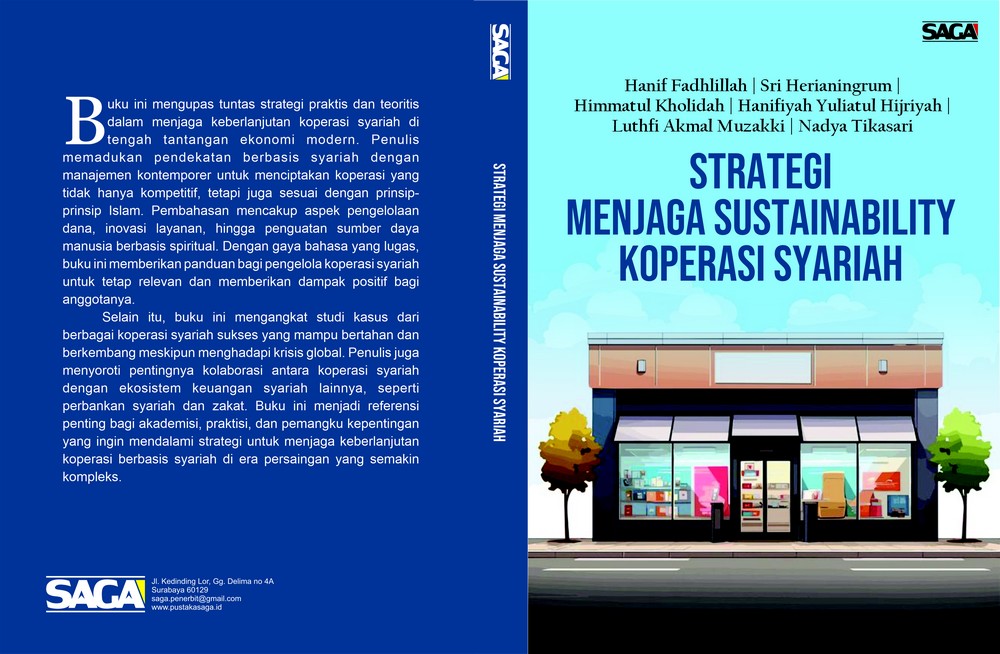 Buku ini mengupas tuntas strategi praktis dan teoritis
dalam menjaga keberlanjutan koperasi syariah di
tengah tantangan ekonomi modern. Penulis
memadukan pendekatan berbasis syariah dengan
manajemen kontemporer untuk menciptakan koperasi yang
tidak hanya kompetitif, tetapi juga sesuai dengan prinsip-
prinsip Islam. Pembahasan mencakup aspek pengelolaan
dana, inovasi layanan, hingga penguatan sumber daya
manusia berbasis spiritual. Dengan gaya bahasa yang lugas,
buku ini memberikan panduan bagi pengelola koperasi syariah
untuk tetap relevan dan memberikan dampak positif bagi
anggotanya.
Selain itu, buku ini mengangkat studi kasus dari
berbagai koperasi syariah sukses yang mampu bertahan dan
berkembang meskipun menghadapi krisis global. Penulis juga
menyoroti pentingnya kolaborasi antara koperasi syariah
dengan ekosistem keuangan syariah lainnya, seperti
perbankan syariah dan zakat. Buku ini menjadi referensi
penting bagi akademisi, praktisi, dan pemangku kepentingan
yang ingin mendalami strategi untuk menjaga keberlanjutan
koperasi berbasis syariah di era persaingan yang semakin
kompleks.
SAGA
Jl. Kedinding Lor, Gg. Delima no 4A
Surabaya 60129
saga.penerbit@gmail.com
www.pustakasaga.id
SAGA
STRATEGI MENJAGA SUSTAINABILITY KOPERASI SYARIAH
SAGA
Hanif Fadhlillah | Sri Herianingrum |
Himmatul Kholidah | Hanifiyah Yuliatul Hijriyah |
Luthfi Akmal Muzakki | Nadya Tikasari
STRATEGI
MENJAGA SUSTAINABILITY
KOPERASI SYARIAH